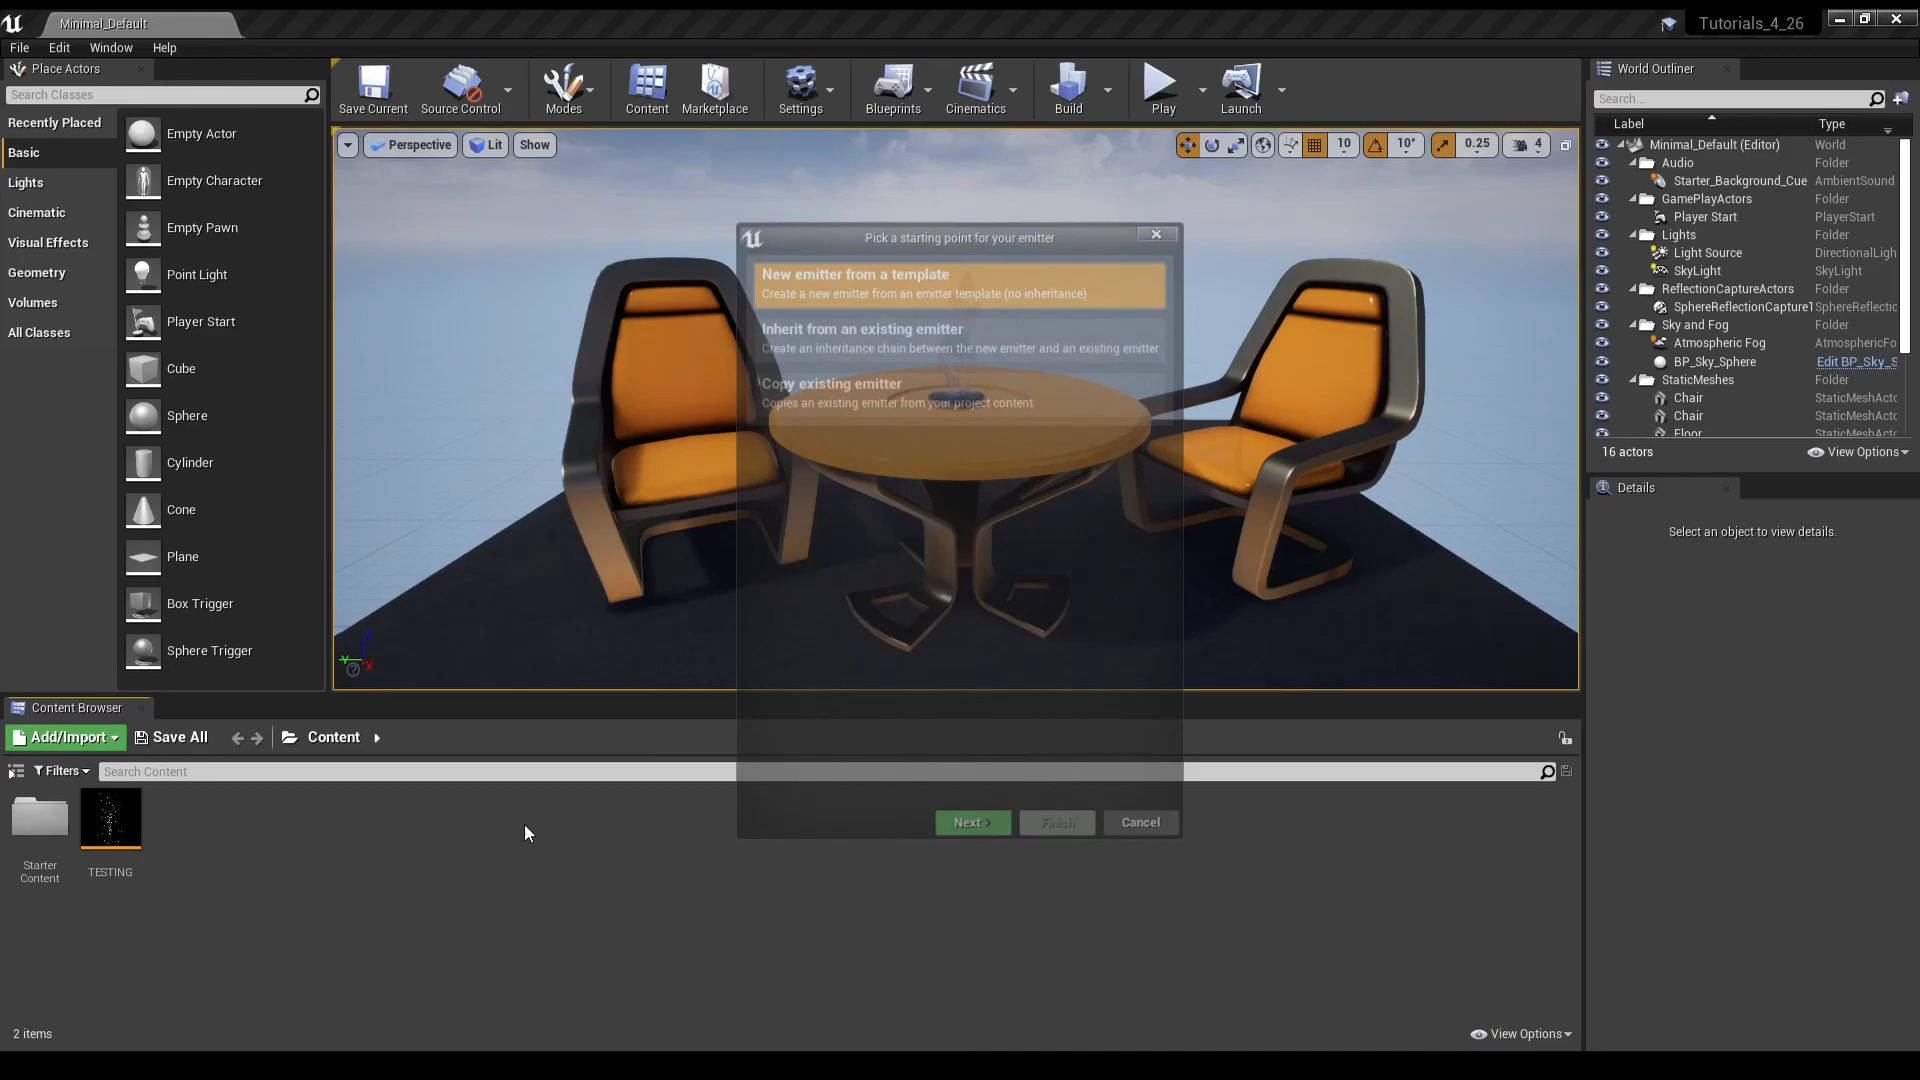 Minimal_Default
Tutorials_4_26
File Edit Window Help
Place Actors
Search Classes
Recently Placed
Basic
Lights
Cinematic
Visual Effects
Geometry
Volumes
All Classes
Empty Actor
Empty Character
Empty Pawn
Point Light
Player Start
Cube
Sphere
Cylinder
Cone
Plane
Box Trigger
Sphere Trigger
Save Current Source Control Modes Content Marketplace Settings Blueprints Cinematics Build Play Launch
Perspective Lit Show
10 10° 0.25 4
Pick a starting point for your emitter
New emitter from a template
Create a new emitter from an emitter template (no inheritance)
Inherit from an existing emitter
Create an inheritance chain between the new emitter and an existing emitter
Copy existing emitter
Copies an existing emitter from your project content
Next >
Finish
Cancel
World Outliner
Search...
Label Type
Minimal_Default (Editor) World
Audio Folder
Starter_Background_Cue AmbientSound
GamePlayActors Folder
Player Start PlayerStart
Lights Folder
Light Source DirectionalLigh
SkyLight SkyLight
ReflectionCaptureActors Folder
SphereReflectionCapture1 SphereReflectic
Sky and Fog Folder
Atmospheric Fog AtmosphericFo
BP_Sky_Sphere Edit BP_Sky_S
StaticMeshes Folder
Chair StaticMeshActo
Chair StaticMeshActo
Floor StaticMeshActo
16 actors
View Options
Details
Select an object to view details.
Content Browser
Add/Import Save All Content
Filters Search Content
Starter
Content
TESTING
2 items
View Options
Y
X